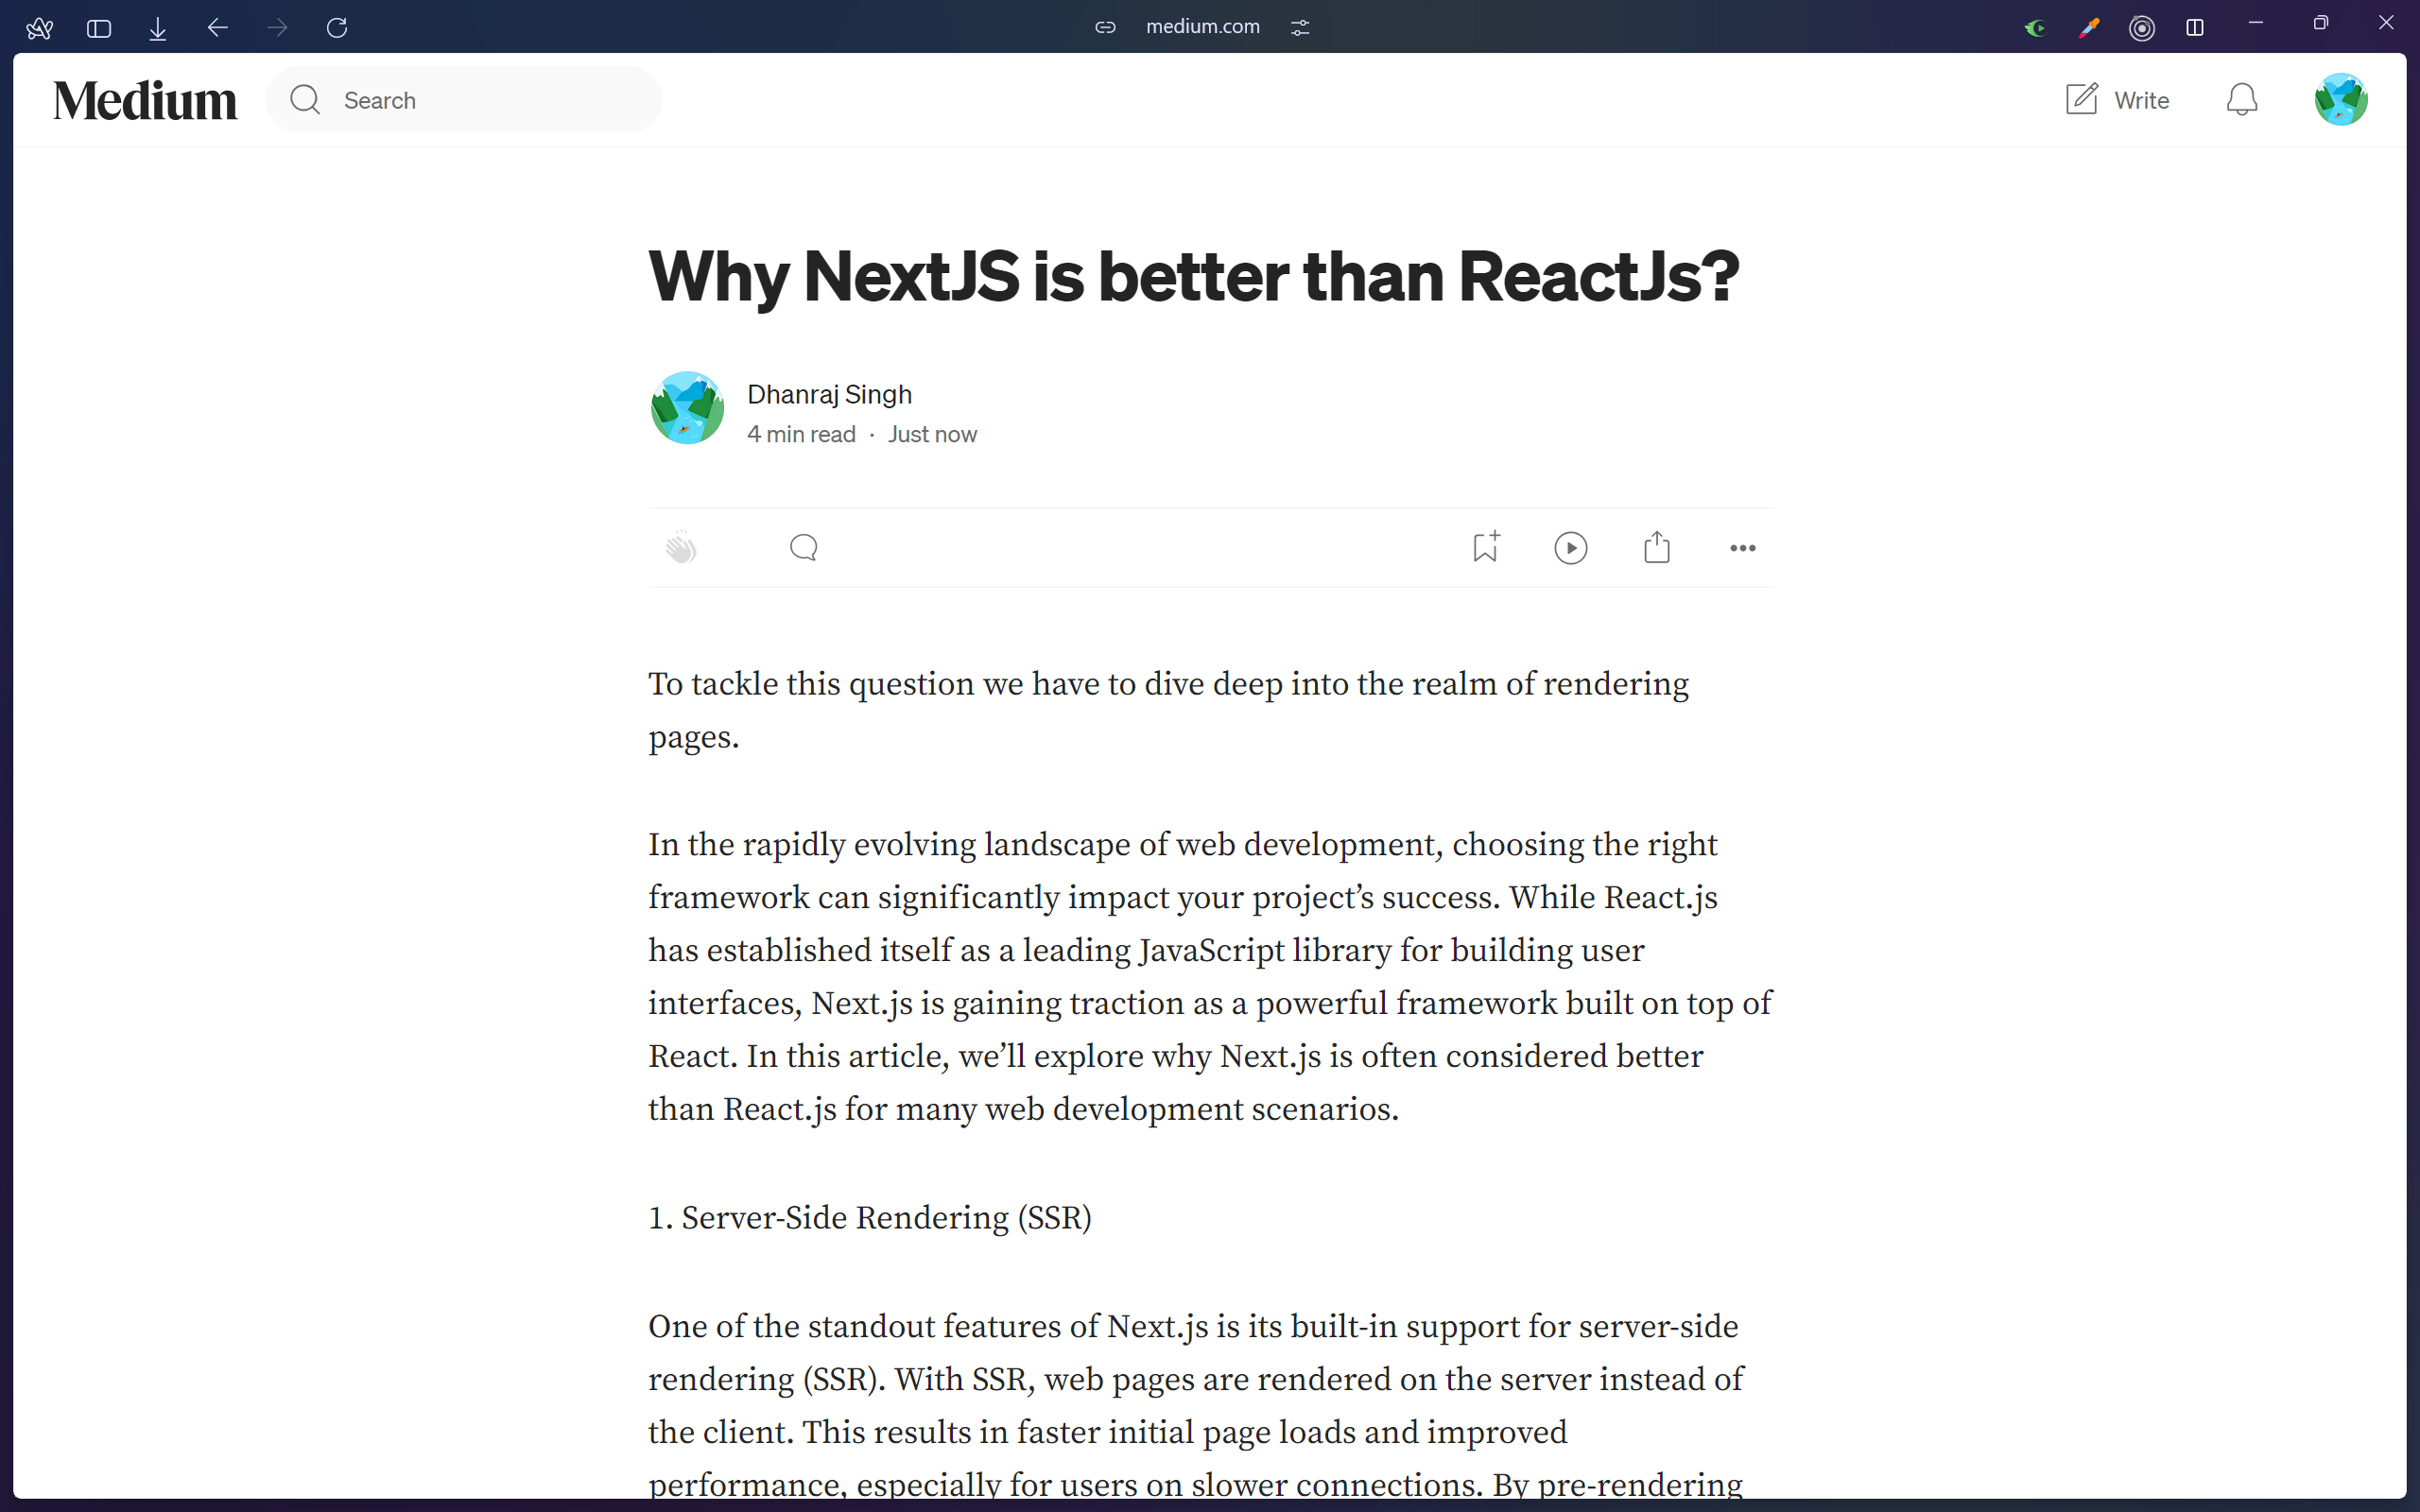 medium.com
Medium
Search
Write
Why NextJS is better than ReactJs?
Dhanraj Singh
4 min read · Just now
To tackle this question we have to dive deep into the realm of rendering
pages.
In the rapidly evolving landscape of web development, choosing the right
framework can significantly impact your project’s success. While React.js
has established itself as a leading JavaScript library for building user
interfaces, Next.js is gaining traction as a powerful framework built on top of
React. In this article, we’ll explore why Next.js is often considered better
than React.js for many web development scenarios.
1. Server-Side Rendering (SSR)
One of the standout features of Next.js is its built-in support for server-side
rendering (SSR). With SSR, web pages are rendered on the server instead of
the client. This results in faster initial page loads and improved
performance, especially for users on slower connections. By pre-rendering